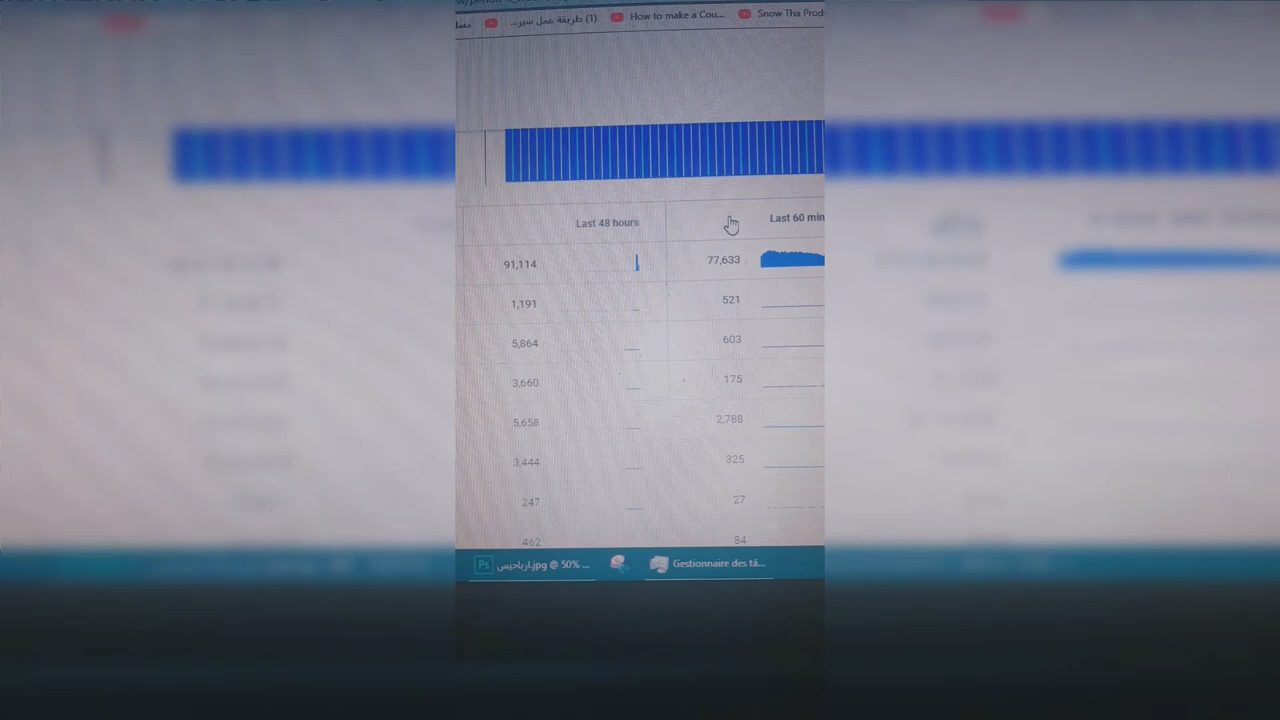 طريقة عمل سير... (1)
How to make a Cou...
Snow Tha Prod
Last 48 hours
Last 60 min
91,114
77,633
1,191
521
5,864
603
3,660
175
5,658
2,788
3,444
325
247
27
462
84
Ps
ارباحيس.jpg @ 50% ...
Gestionnaire des tâ...